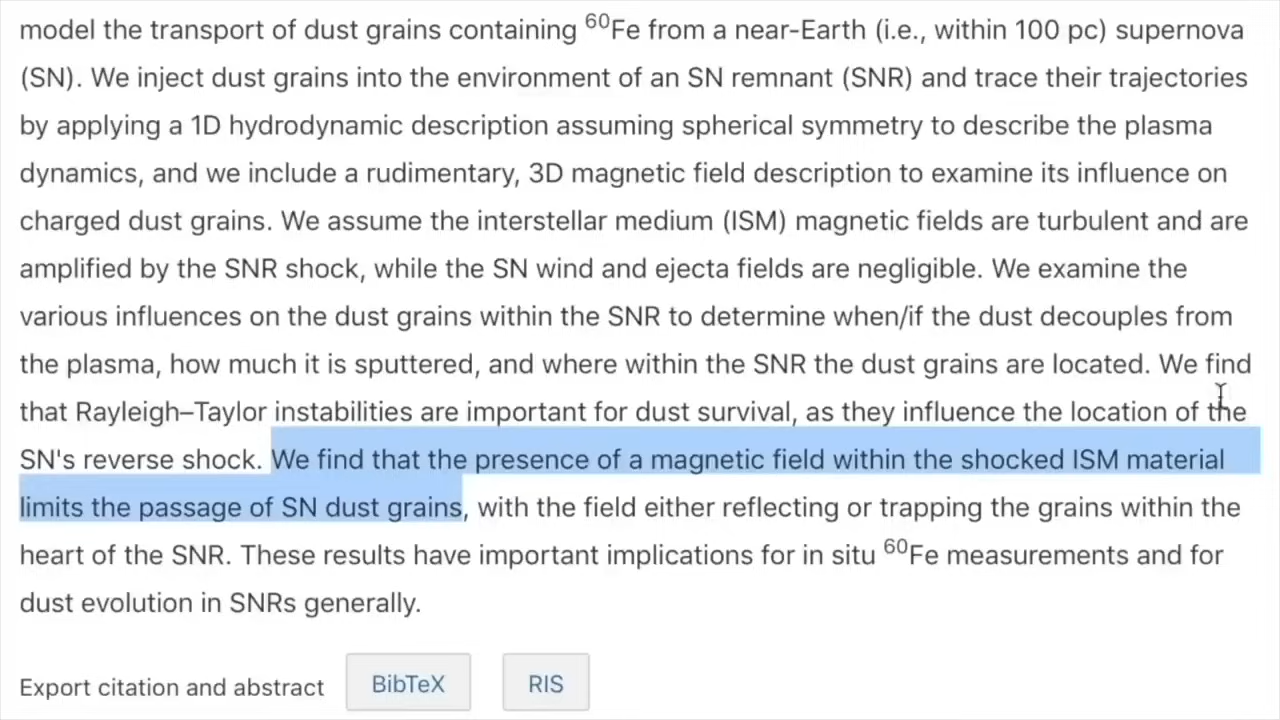 model the transport of dust grains containing ⁶⁰Fe from a near-Earth (i.e., within 100 pc) supernova
(SN). We inject dust grains into the environment of an SN remnant (SNR) and trace their trajectories
by applying a 1D hydrodynamic description assuming spherical symmetry to describe the plasma
dynamics, and we include a rudimentary, 3D magnetic field description to examine its influence on
charged dust grains. We assume the interstellar medium (ISM) magnetic fields are turbulent and are
amplified by the SNR shock, while the SN wind and ejecta fields are negligible. We examine the
various influences on the dust grains within the SNR to determine when/if the dust decouples from
the plasma, how much it is sputtered, and where within the SNR the dust grains are located. We find
that Rayleigh–Taylor instabilities are important for dust survival, as they influence the location of the
SN's reverse shock. We find that the presence of a magnetic field within the shocked ISM material
limits the passage of SN dust grains, with the field either reflecting or trapping the grains within the
heart of the SNR. These results have important implications for in situ ⁶⁰Fe measurements and for
dust evolution in SNRs generally.
Export citation and abstract BibTeX RIS